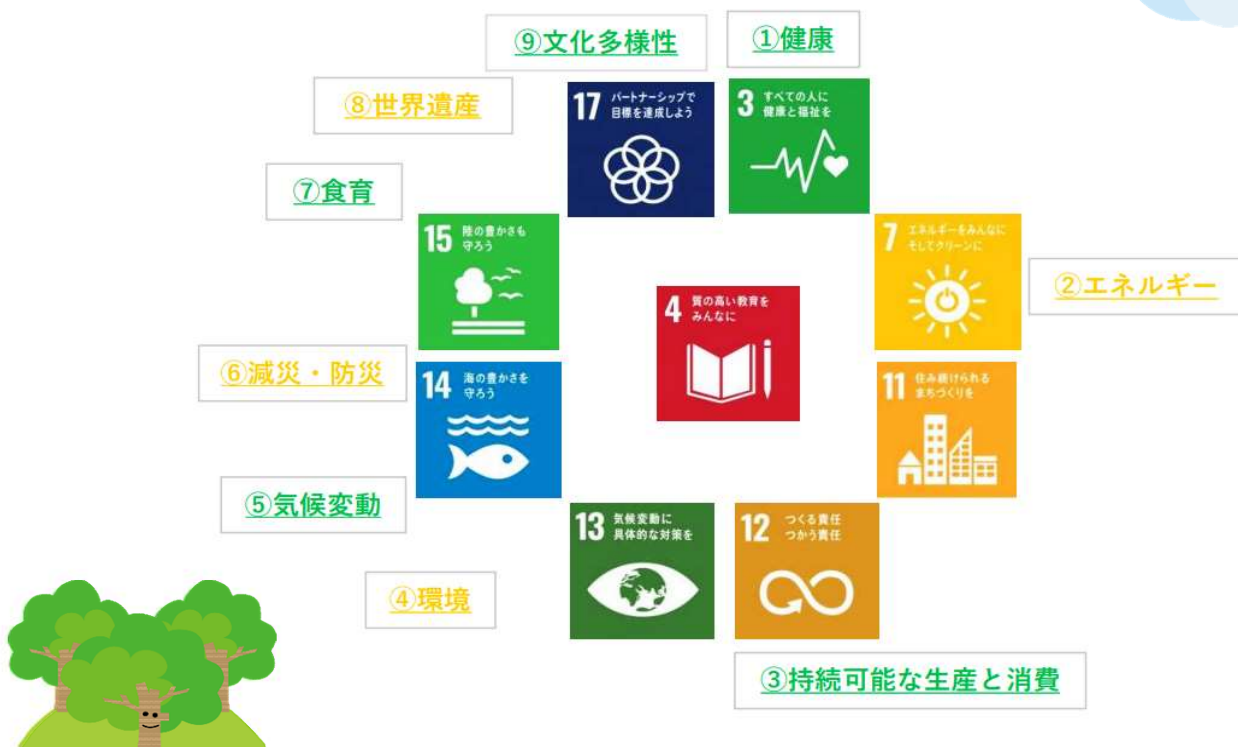 ⑨文化多様性
①健康
⑧世界遺産
17 パートナーシップで
目標を達成しよう
3 すべての人に
健康と福祉を
⑦食育
15 陸の豊かさも
守ろう
7 エネルギーをみんなに
そしてクリーンに
②エネルギー
4 質の高い教育を
みんなに
⑥減災・防災
14 海の豊かさを
守ろう
11 住み続けられる
まちづくりを
⑤気候変動
13 気候変動に
具体的な対策を
12 つくる責任
つかう責任
④環境
③持続可能な生産と消費